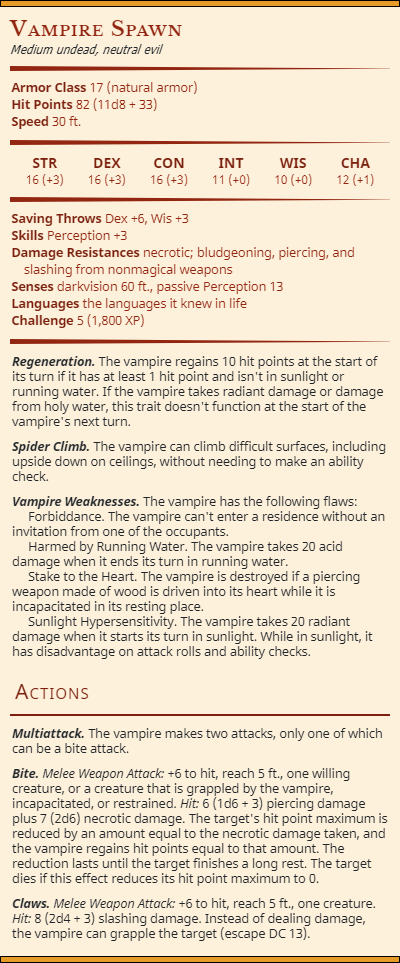 Vampire Spawn
Medium undead, neutral evil
Armor Class 17 (natural armor)
Hit Points 82 (11d8 + 33)
Speed 30 ft.
STR DEX CON INT WIS CHA
16 (+3) 16 (+3) 16 (+3) 11 (+0) 10 (+0) 12 (+1)
Saving Throws Dex +6, Wis +3
Skills Perception +3
Damage Resistances necrotic; bludgeoning, piercing, and
slashing from nonmagical weapons
Senses darkvision 60 ft., passive Perception 13
Languages the languages it knew in life
Challenge 5 (1,800 XP)
Regeneration. The vampire regains 10 hit points at the start of
its turn if it has at least 1 hit point and isn't in sunlight or
running water. If the vampire takes radiant damage or damage
from holy water, this trait doesn't function at the start of the
vampire's next turn.
Spider Climb. The vampire can climb difficult surfaces, including
upside down on ceilings, without needing to make an ability
check.
Vampire Weaknesses. The vampire has the following flaws:
Forbiddance. The vampire can't enter a residence without an
invitation from one of the occupants.
Harmed by Running Water. The vampire takes 20 acid
damage when it ends its turn in running water.
Stake to the Heart. The vampire is destroyed if a piercing
weapon made of wood is driven into its heart while it is
incapacitated in its resting place.
Sunlight Hypersensitivity. The vampire takes 20 radiant
damage when it starts its turn in sunlight. While in sunlight, it
has disadvantage on attack rolls and ability checks.
Actions
Multiattack. The vampire makes two attacks, only one of which
can be a bite attack.
Bite. Melee Weapon Attack: +6 to hit, reach 5 ft., one willing
creature, or a creature that is grappled by the vampire,
incapacitated, or restrained. Hit: 6 (1d6 + 3) piercing damage
plus 7 (2d6) necrotic damage. The target's hit point maximum is
reduced by an amount equal to the necrotic damage taken, and
the vampire regains hit points equal to that amount. The
reduction lasts until the target finishes a long rest. The target
dies if this effect reduces its hit point maximum to 0.
Claws. Melee Weapon Attack: +6 to hit, reach 5 ft., one creature.
Hit: 8 (2d4 + 3) slashing damage. Instead of dealing damage,
the vampire can grapple the target (escape DC 13).